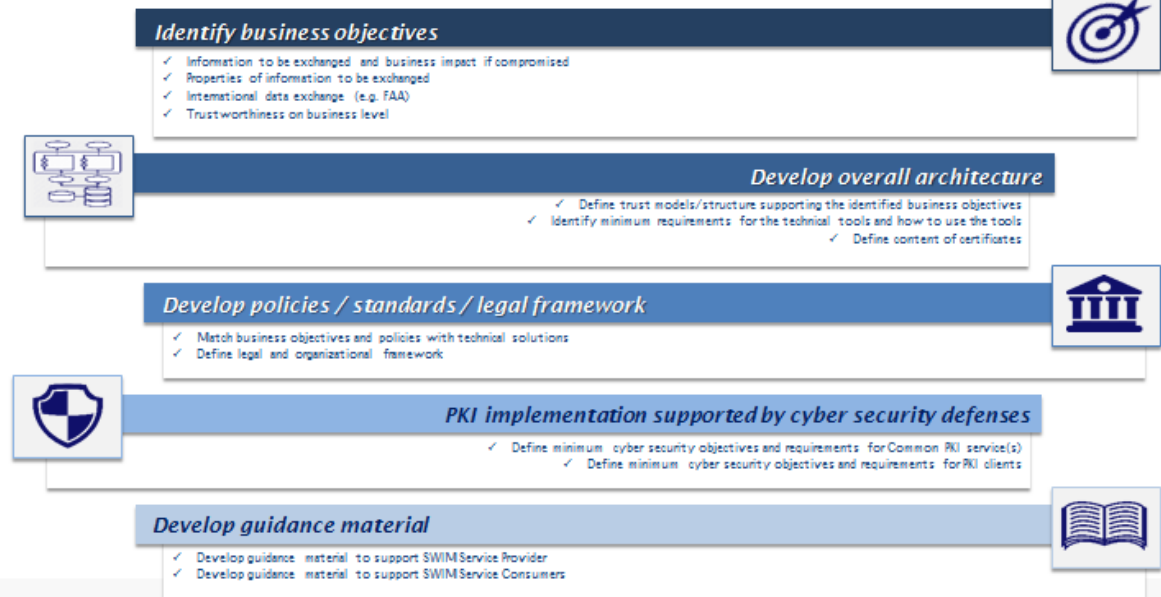 Identify business objectives
✓ Information to be exchanged and business impact if compromised
✓ Properties of information to be exchanged
✓ International data exchange (e.g. FAA)
✓ Trustworthiness on business level
Develop overall architecture
✓ Define trust models/structure supporting the identified business objectives
✓ Identify minimum requirements for the technical tools and how to use the tools
✓ Define content of certificates
Develop policies / standards / legal framework
✓ Match business objectives and policies with technical solutions
✓ Define legal and organizational framework
PKI implementation supported by cyber security defenses
✓ Define minimum cyber security objectives and requirements for Common PKI service(s)
✓ Define minimum cyber security objectives and requirements for PKI clients
Develop guidance material
✓ Develop guidance material to support SWIM Service Provider
✓ Develop guidance material to support SWIM Service Consumers